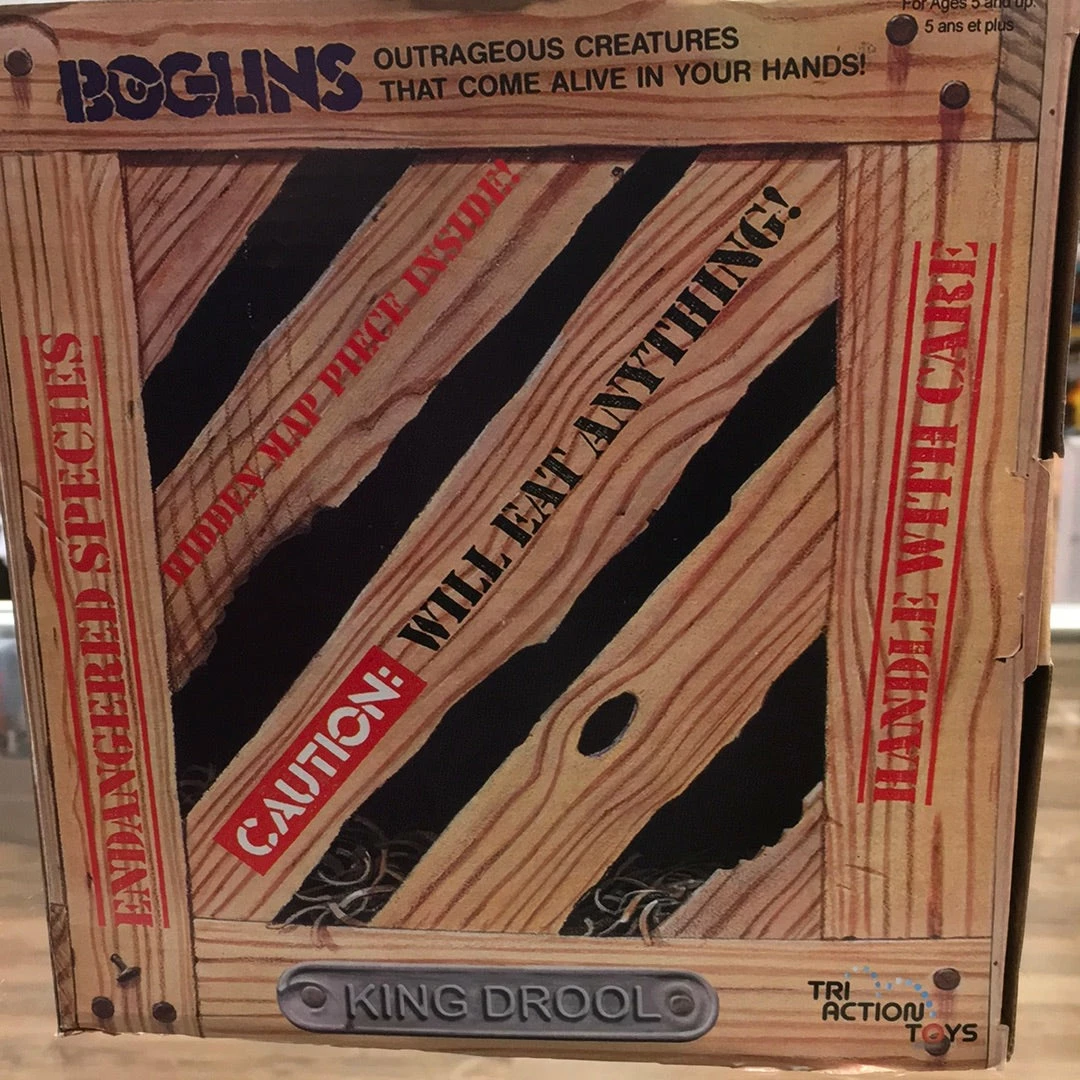 For Ages 5 and up.
5 ans et plus
BOGLINS
OUTRAGEOUS CREATURES
THAT COME ALIVE IN YOUR HANDS!
HIDDEN MAP PIECE INSIDE!
CAUTION: WILL EAT ANYTHING!
ENDANGERED SPECIES
HANDLE WITH CARE
KING DROOL
TRI
ACTION
TOYS